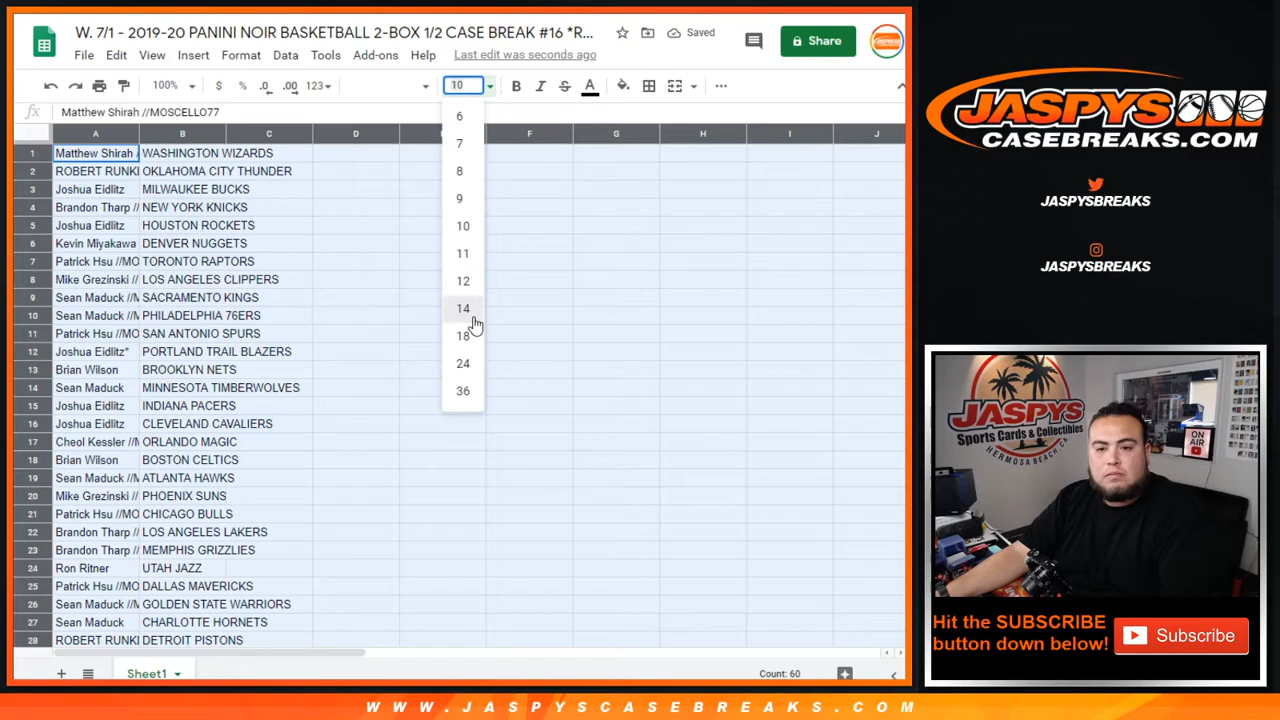 W. 7/1 - 2019-20 PANINI NOIR BASKETBALL 2-BOX 1/2 CASE BREAK #16 *R...
Saved
Share
File Edit View Insert Format Data Tools Add-ons Help Last edit was seconds ago
100% $ % .0 .00 123 10 B I S A
fx Matthew Shirah //MOSCELLO77
A B C D F G H I J
1 Matthew Shirah / WASHINGTON WIZARDS
2 ROBERT RUNKI OKLAHOMA CITY THUNDER
3 Joshua Eidlitz MILWAUKEE BUCKS
4 Brandon Tharp // NEW YORK KNICKS
5 Joshua Eidlitz HOUSTON ROCKETS
6 Kevin Miyakawa DENVER NUGGETS
7 Patrick Hsu //MO TORONTO RAPTORS
8 Mike Grezinski // LOS ANGELES CLIPPERS
9 Sean Maduck //M SACRAMENTO KINGS
10 Sean Maduck //M PHILADELPHIA 76ERS
11 Patrick Hsu //MO SAN ANTONIO SPURS
12 Joshua Eidlitz* PORTLAND TRAIL BLAZERS
13 Brian Wilson BROOKLYN NETS
14 Sean Maduck MINNESOTA TIMBERWOLVES
15 Joshua Eidlitz INDIANA PACERS
16 Joshua Eidlitz CLEVELAND CAVALIERS
17 Cheol Kessler //M ORLANDO MAGIC
18 Brian Wilson BOSTON CELTICS
19 Sean Maduck //M ATLANTA HAWKS
20 Mike Grezinski // PHOENIX SUNS
21 Patrick Hsu //MO CHICAGO BULLS
22 Brandon Tharp // LOS ANGELES LAKERS
23 Brandon Tharp // MEMPHIS GRIZZLIES
24 Ron Ritner UTAH JAZZ
25 Patrick Hsu //MO DALLAS MAVERICKS
26 Sean Maduck //M GOLDEN STATE WARRIORS
27 Sean Maduck CHARLOTTE HORNETS
28 ROBERT RUNKI DETROIT PISTONS
6
7
8
9
10
11
12
14
18
24
36
Sheet1
Count: 60
JASPYS
CASEBREAKS.COM
JASPYSBREAKS
JASPYSBREAKS
JASPYS
Sports Cards & Collectibles
HERMOSA BEACH, CA
ON AIR
Hit the SUBSCRIBE
button down below!
Subscribe
WWW.JASPYSCASEBREAKS.COM